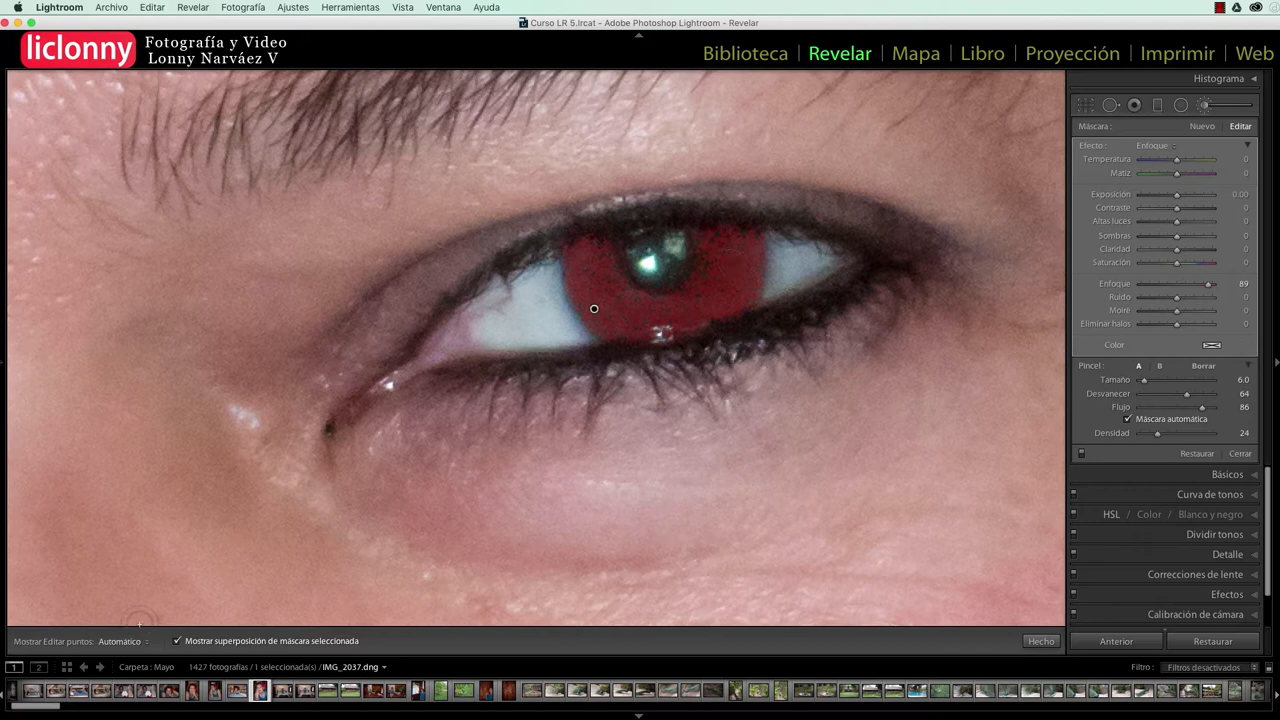 Lightroom Archivo Editar Revelar Fotografía Ajustes Herramientas Vista Ventana Ayuda
Curso LR 5.lrcat - Adobe Photoshop Lightroom - Revelar
liclonny
Fotografía y Video
Lonny Narváez V
Biblioteca Revelar Mapa Libro Proyección Imprimir Web
Histograma
Máscara : Nuevo Editar
Efecto : Enfoque
Temperatura 0
Matiz 0
Exposición 0.00
Contraste 0
Altas luces 0
Sombras 0
Claridad 0
Saturación 0
Enfoque 89
Ruido 0
Moiré 0
Eliminar halos 0
Color
Pincel : A B Borrar
Tamaño 6.0
Desvanecer 64
Flujo 86
Máscara automática
Densidad 24
Restaurar Cerrar
Básicos
Curva de tonos
HSL / Color / Blanco y negro
Dividir tonos
Detalle
Correcciones de lente
Efectos
Calibración de cámara
Mostrar Editar puntos: Automático Mostrar superposición de máscara seleccionada Hecho Anterior Restaurar
1 2 Carpeta : Mayo 1427 fotografías / 1 seleccionada(s) / IMG_2037.dng Filtro : Filtros desactivados